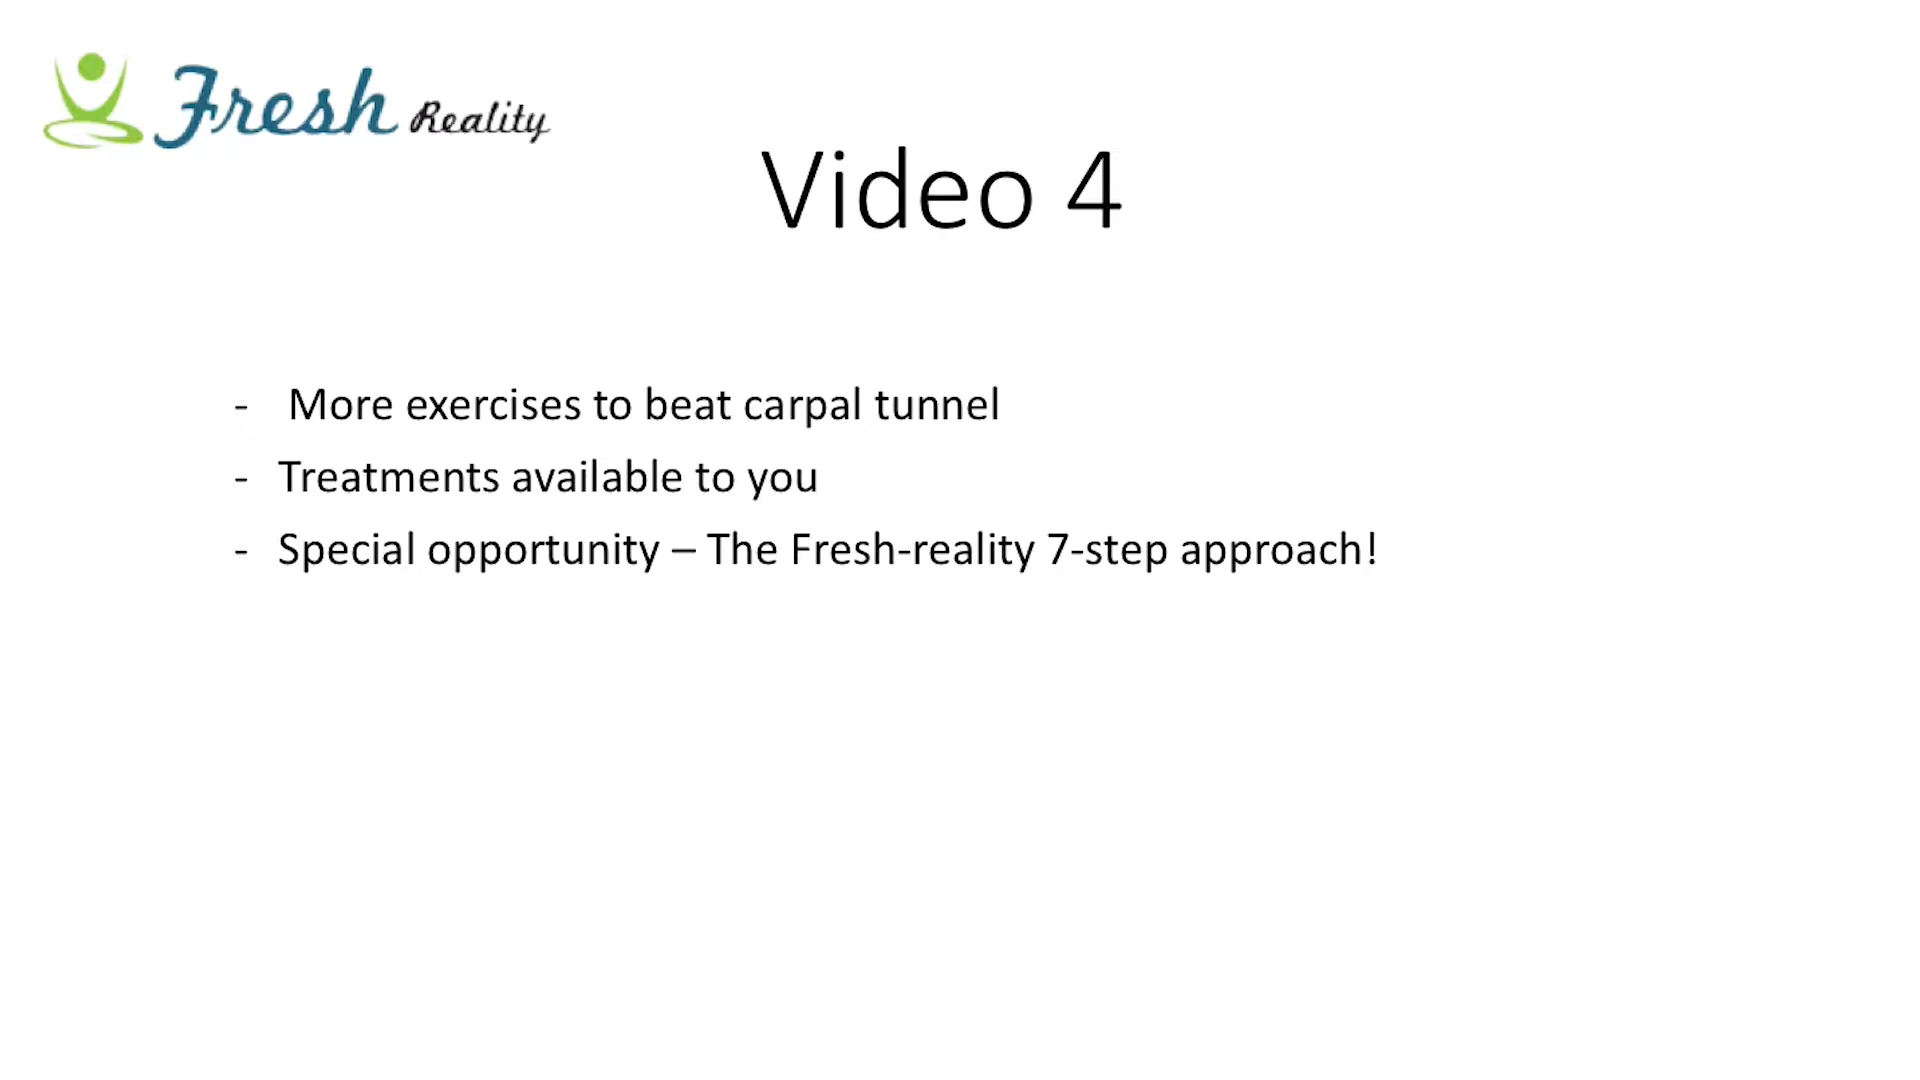 Fresh Reality
Video 4
- More exercises to beat carpal tunnel
- Treatments available to you
- Special opportunity – The Fresh-reality 7-step approach!